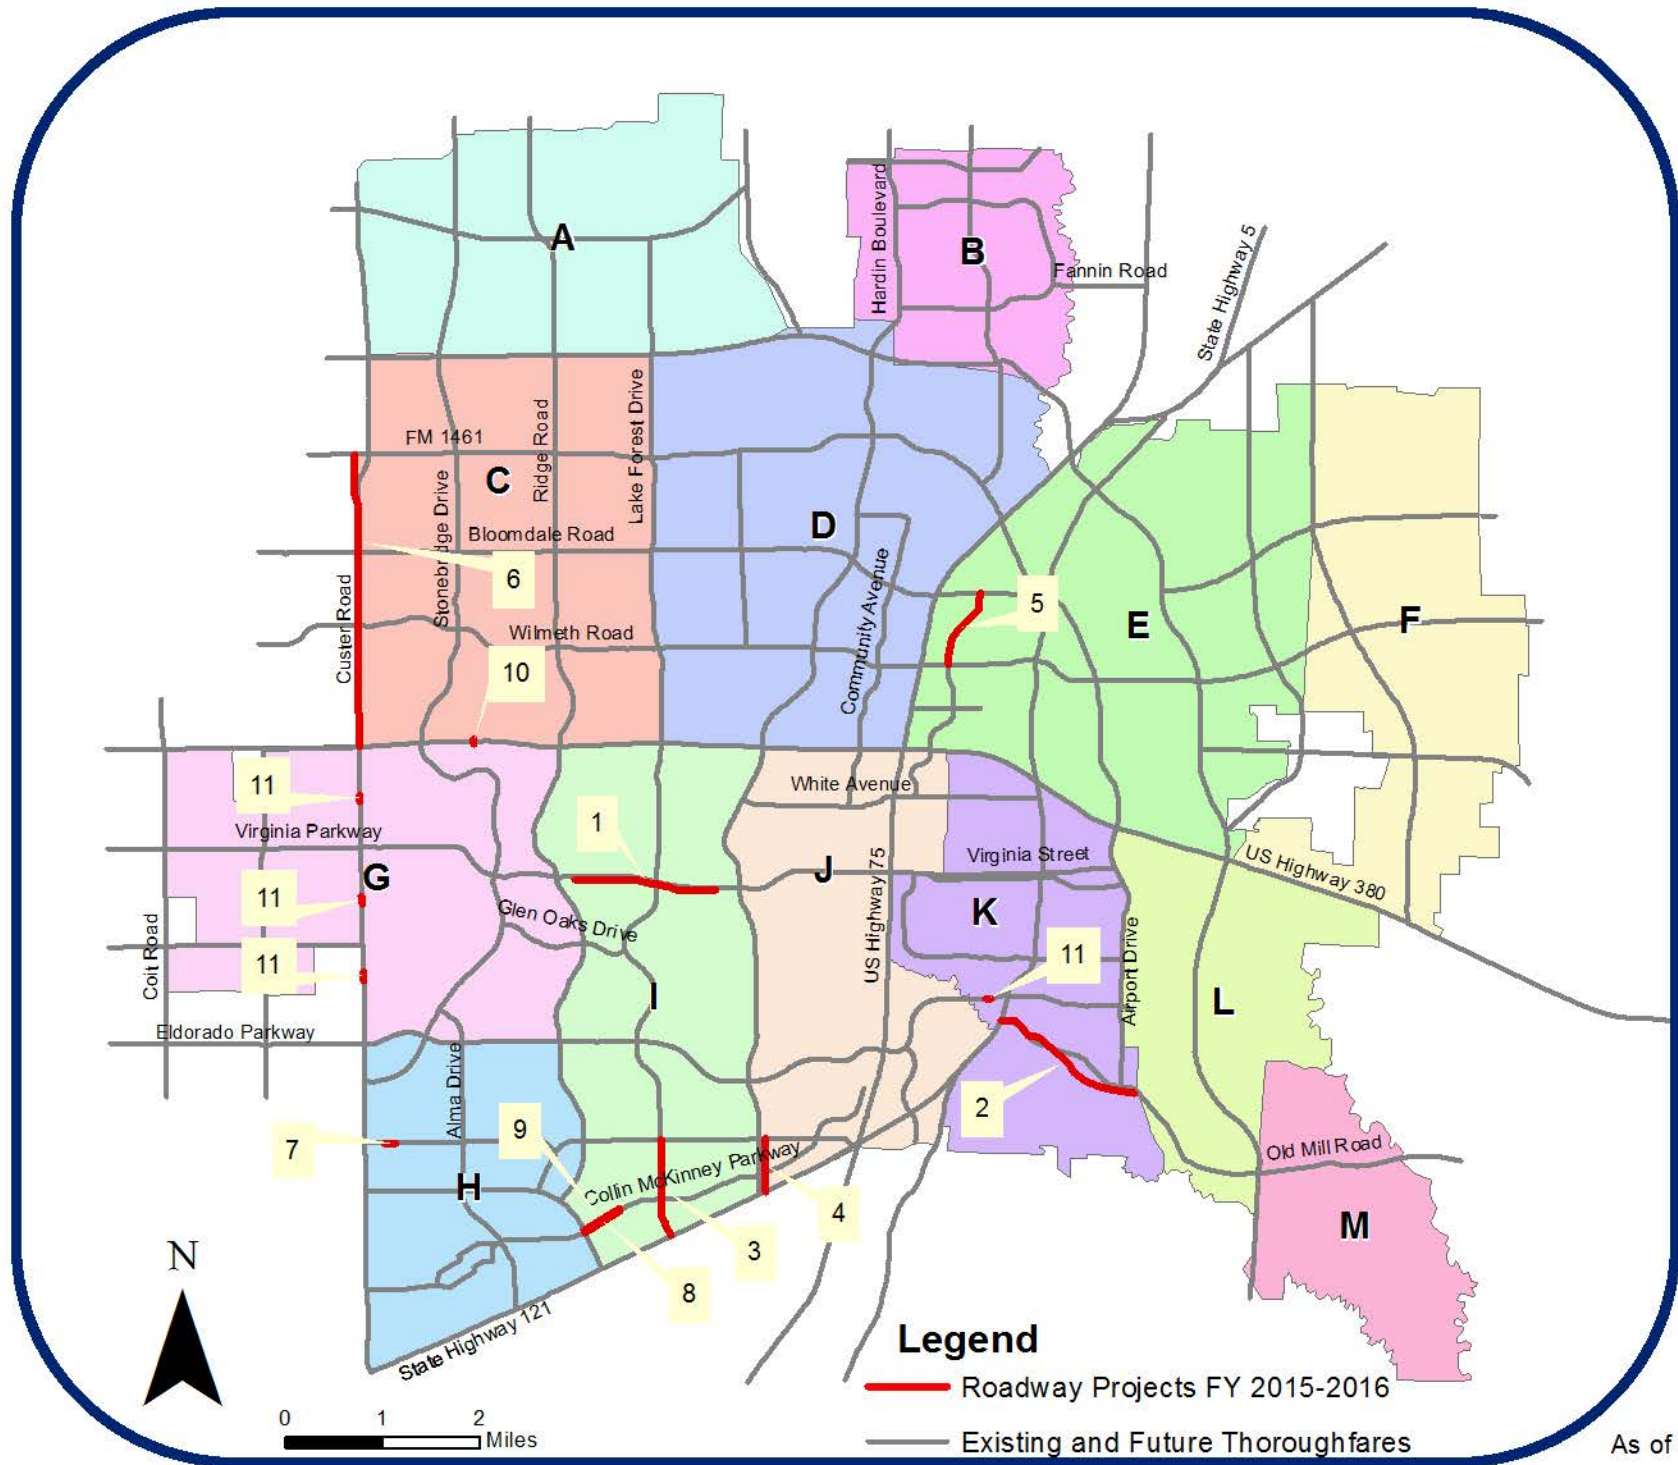 A
B
Hardin Boulevard
Fannin Road
State Highway 5
Lake Forest Drive
Ridge Road
FM 1461
C
Stonebridge Drive
D
Bloomdale Road
Community Avenue
6
Custer Road
5
E
F
Wilmeth Road
10
11
White Avenue
1
Virginia Parkway
Virginia Street
US Highway 75
J
US Highway 380
G
11
Glen Oaks Drive
K
Coit Road
11
11
Airport Drive
I
L
Eldorado Parkway
Alma Drive
2
9
7
Collin McKinney Parkway
Old Mill Road
H
4
M
3
N
8
State Highway 121
Legend
Roadway Projects FY 2015-2016
0 1 2
Miles
Existing and Future Thoroughfares
As of